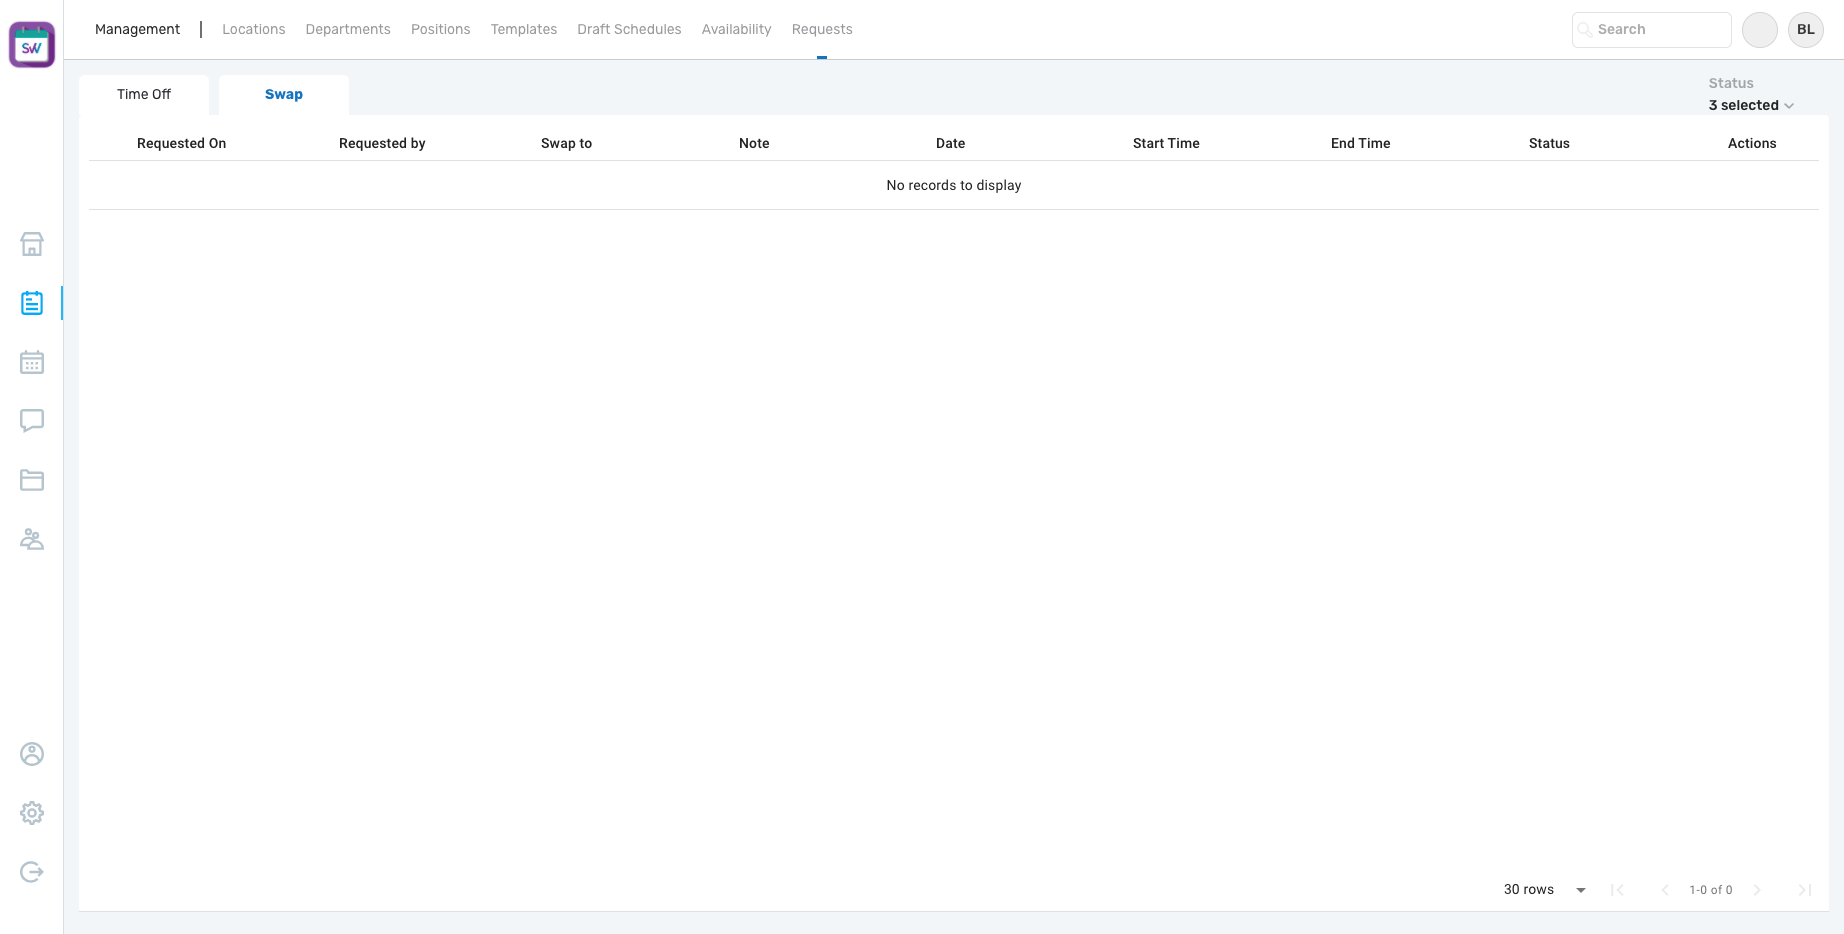 SW
Management | Locations Departments Positions Templates Draft Schedules Availability Requests
Search
BL
Time Off
Swap
Status
3 selected
Requested On Requested by Swap to Note Date Start Time End Time Status Actions
No records to display
30 rows
1-0 of 0